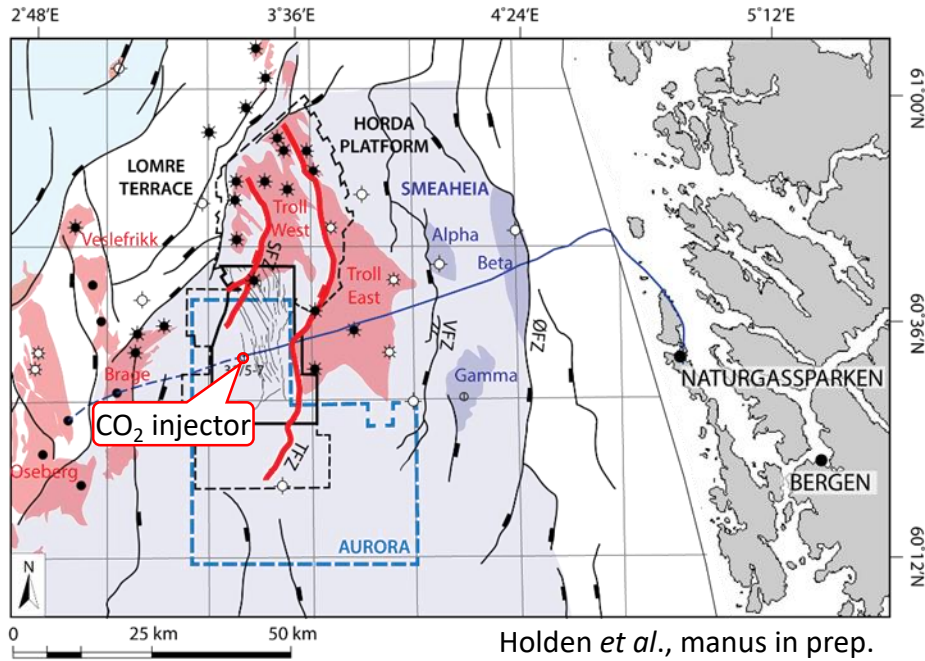 2°48'E
3°36'E
4°24'E
5°12'E
61°00'N
60°36'N
60°12'N
LOMRE
TERRACE
HORDA
PLATFORM
SMEAHEIA
Troll
West
SFZ
Alpha
Beta
Veslefrikk
Troll
East
VFZ
ØFZ
Brage
Gamma
NATURGASSPARKEN
CO₂ injector
Oseberg
TFZ
BERGEN
AURORA
N
0
25 km
50 km
Holden et al., manus in prep.